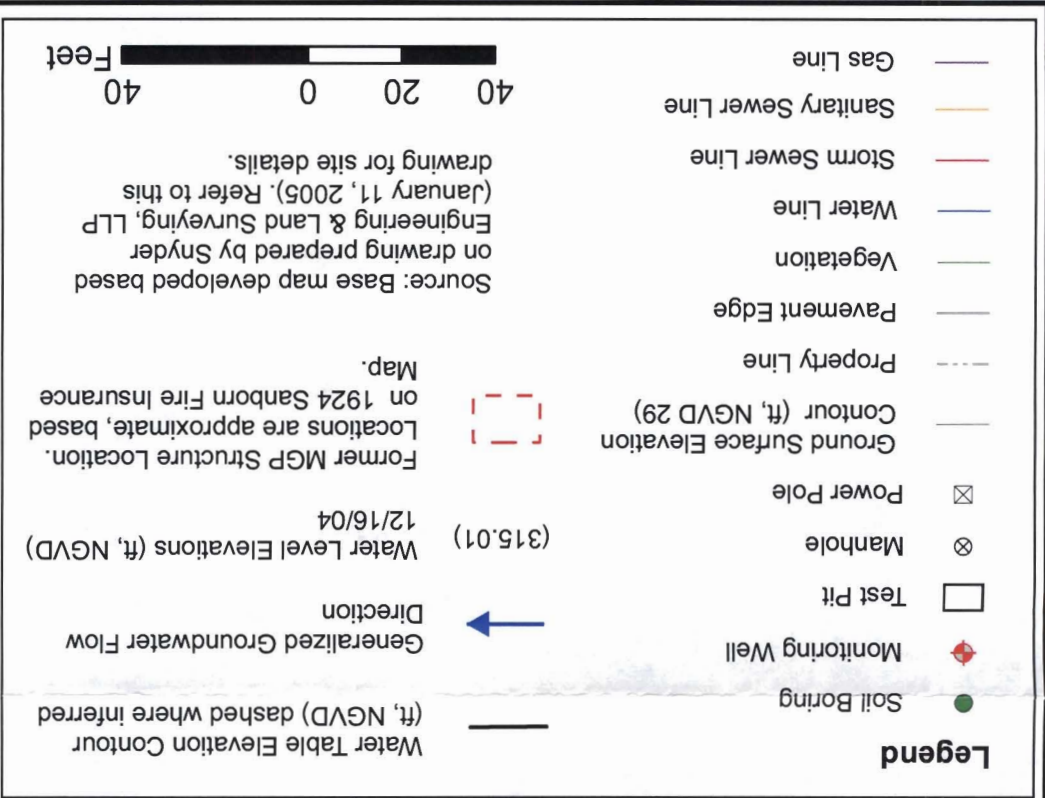 Legend
Soil Boring
Monitoring Well
Test Pit
Manhole
Power Pole
Ground Surface Elevation
Contour (ft, NGVD 29)
Property Line
Pavement Edge
Vegetation
Water Line
Storm Sewer Line
Sanitary Sewer Line
Gas Line
Water Table Elevation Contour
(ft, NGVD) dashed where inferred
Generalized Groundwater Flow
Direction
(315.01)
Water Level Elevations (ft, NGVD)
12/16/04
Former MGP Structure Location.
Locations are approximate, based
on 1924 Sanborn Fire Insurance
Map.
Source: Base map developed based
on drawing prepared by Snyder
Engineering & Land Surveying, LLP
(January 11, 2005). Refer to this
drawing for site details.
40 20 0 40
Feet